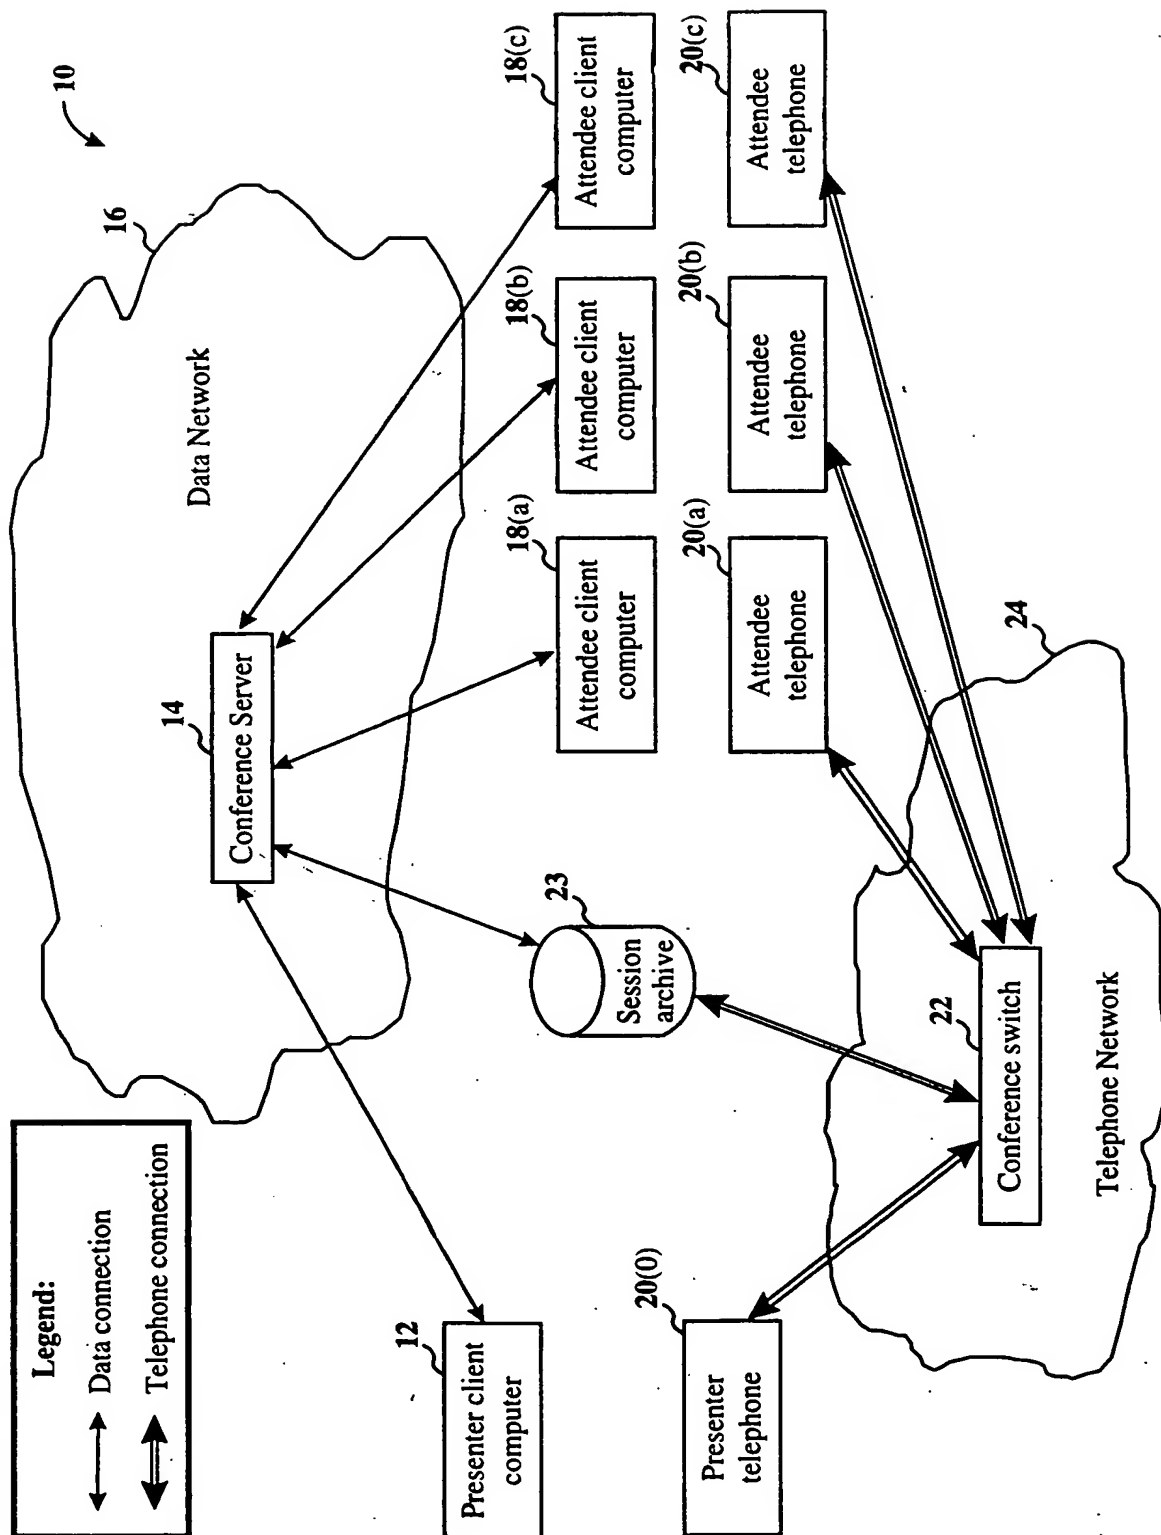 Legend:
Data connection
Telephone connection
10
16
Data Network
14
Conference Server
12
Presenter client
computer
23
Session
archive
18(a)
Attendee client
computer
18(b)
Attendee client
computer
18(c)
Attendee client
computer
20(0)
Presenter
telephone
20(a)
Attendee
telephone
20(b)
Attendee
telephone
20(c)
Attendee
telephone
24
22
Conference switch
Telephone Network